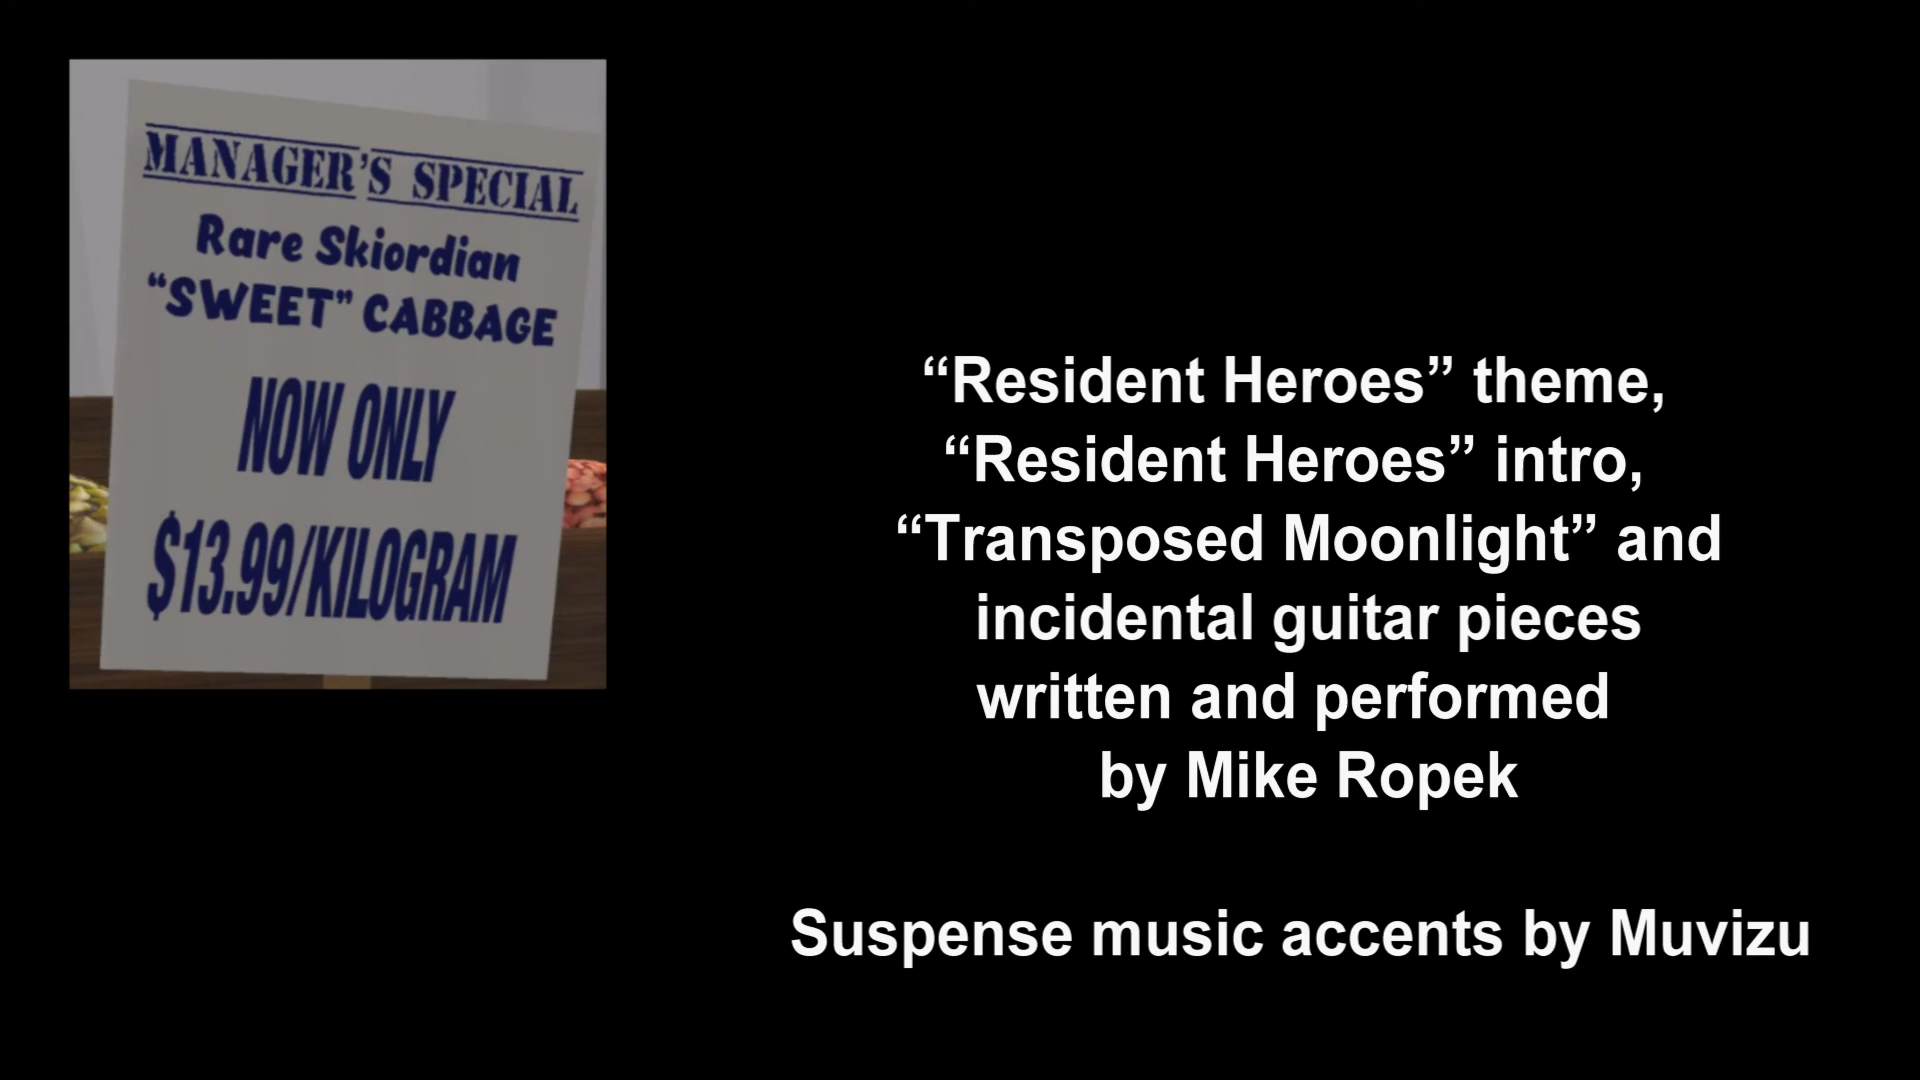 MANAGER'S SPECIAL
Rare Skiordian
“SWEET” CABBAGE
NOW ONLY
$13.99/KILOGRAM
“Resident Heroes” theme,
“Resident Heroes” intro,
“Transposed Moonlight” and
incidental guitar pieces
written and performed
by Mike Ropek
Suspense music accents by Muvizu